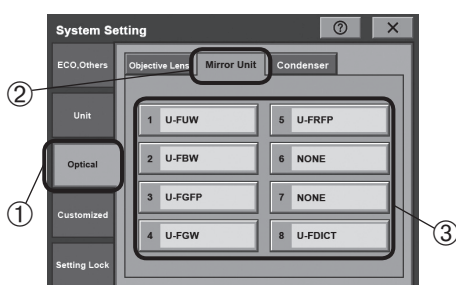 System Setting
? ×
ECO,Others
Objective Lens Mirror Unit Condenser
②
Unit
1 U-FUW
5 U-FRFP
Optical
2 U-FBW
6 NONE
①
Customized
3 U-FGFP
7 NONE
③
4 U-FGW
8 U-FDICT
Setting Lock